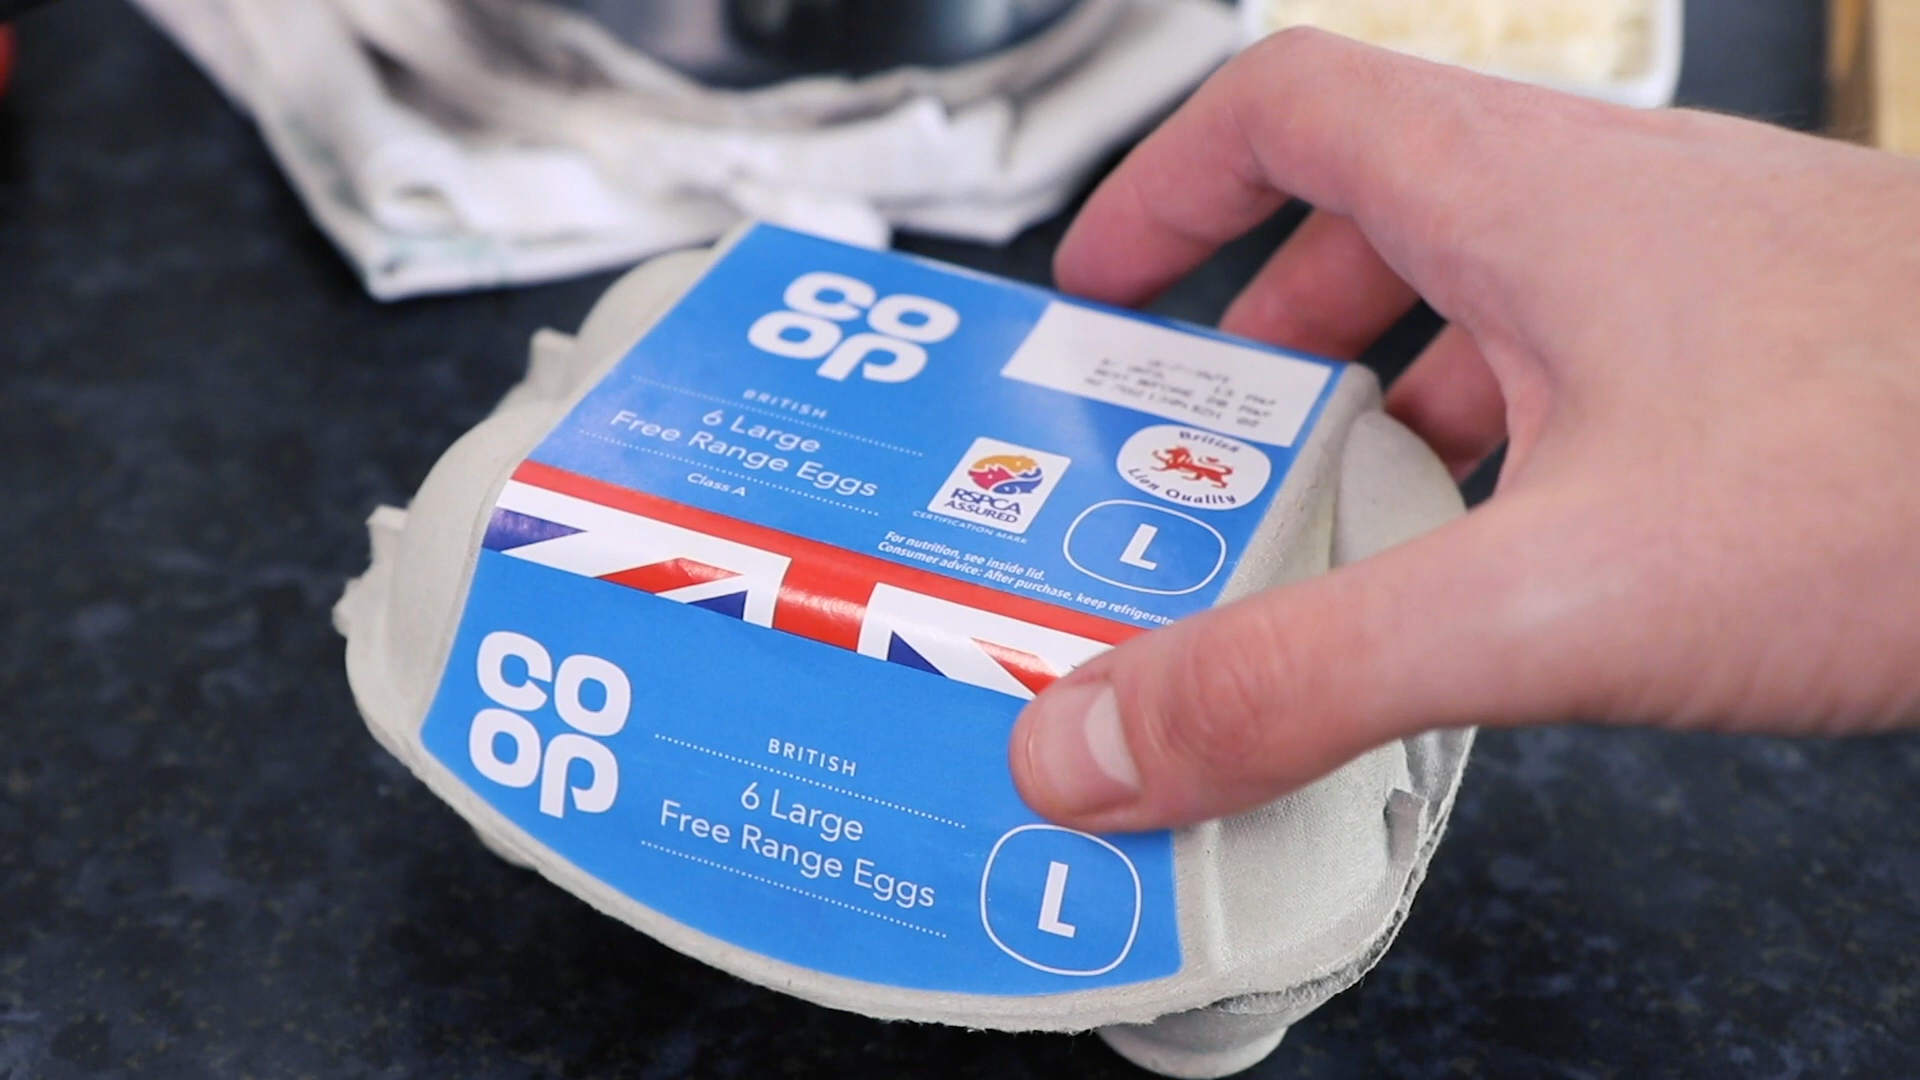 co
op
BRITISH
6 Large
Free Range Eggs
Class A
RSPCA
ASSURED
CERTIFICATION MARK
British
Lion Quality
L
For nutrition, see inside lid.
Consumer advice: After purchase, keep
co
op
BRITISH
6 Large
Free Range Eggs
L